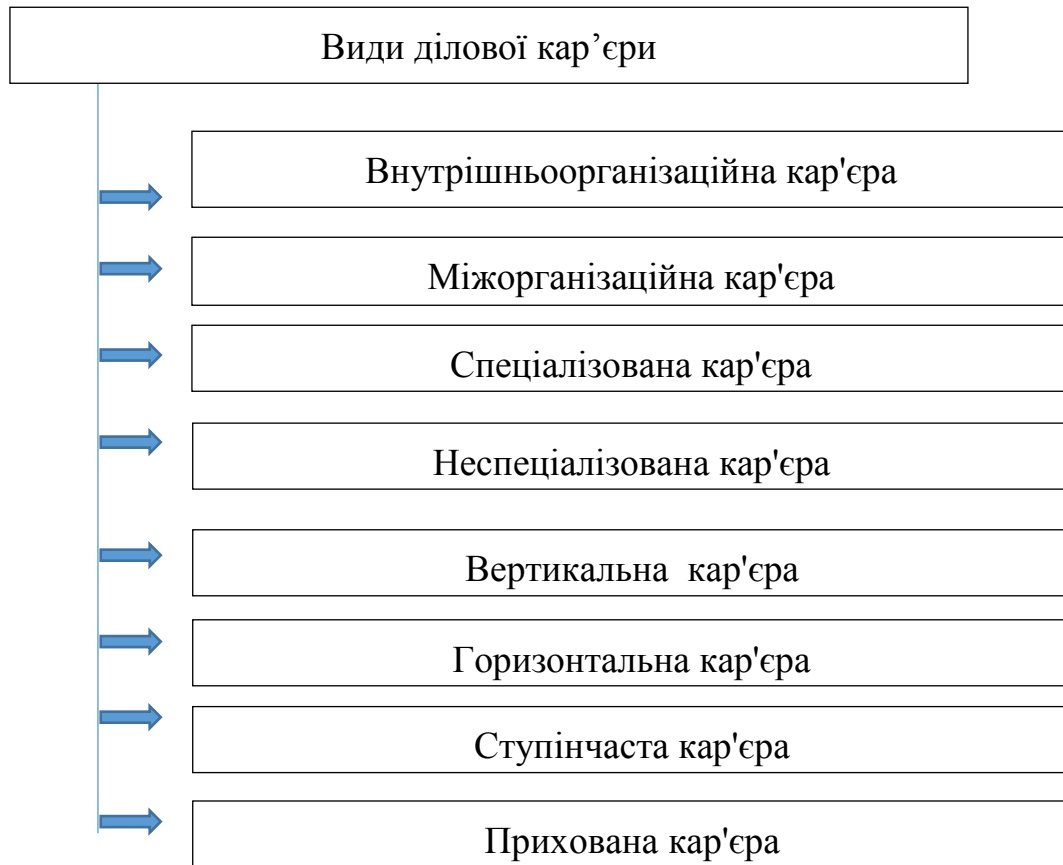 Види ділової кар’єри
Внутрішньоорганізаційна кар'єра
Міжорганізаційна кар'єра
Спеціалізована кар'єра
Неспеціалізована кар'єра
Вертикальна кар'єра
Горизонтальна кар'єра
Ступінчаста кар'єра
Прихована кар'єра